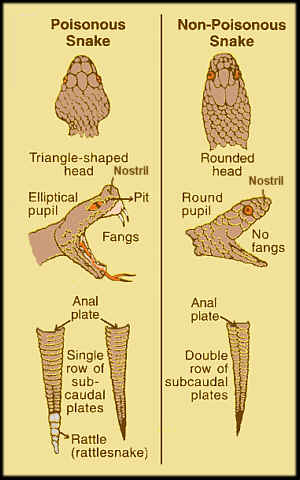 Poisonous
Snake
Triangle-shaped
head
Nostril
Elliptical
pupil
Pit
Fangs
Anal
plate
Single
row of
sub-
caudal
plates
Rattle
(rattlesnake)
Non-Poisonous
Snake
Rounded
head
Nostril
Round
pupil
No
fangs
Anal
plate
Double
row of
subcaudal
plates